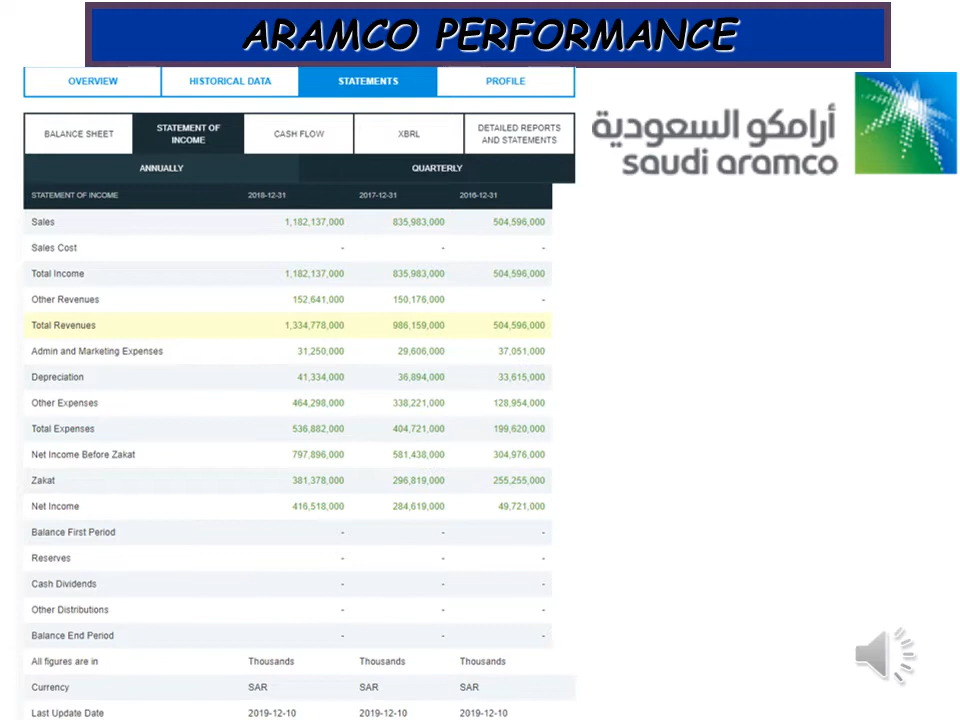 ARAMCO PERFORMANCE
OVERVIEW HISTORICAL DATA STATEMENTS PROFILE
BALANCE SHEET STATEMENT OF INCOME CASH FLOW XBRL DETAILED REPORTS AND STATEMENTS
أرامكو السعودية
saudi aramco
ANNUALLY QUARTERLY
STATEMENT OF INCOME 2018-12-31 2017-12-31 2016-12-31
Sales 1,182,137,000 835,983,000 504,596,000
Sales Cost - - -
Total Income 1,182,137,000 835,983,000 504,596,000
Other Revenues 152,641,000 150,176,000 -
Total Revenues 1,334,778,000 986,159,000 504,596,000
Admin and Marketing Expenses 31,250,000 29,606,000 37,051,000
Depreciation 41,334,000 36,894,000 33,615,000
Other Expenses 464,298,000 338,221,000 128,954,000
Total Expenses 536,882,000 404,721,000 199,620,000
Net Income Before Zakat 797,896,000 581,438,000 304,976,000
Zakat 381,378,000 296,819,000 255,255,000
Net Income 416,518,000 284,619,000 49,721,000
Balance First Period - - -
Reserves - - -
Cash Dividends - - -
Other Distributions - - -
Balance End Period - - -
All figures are in Thousands Thousands Thousands
Currency SAR SAR SAR
Last Update Date 2019-12-10 2019-12-10 2019-12-10